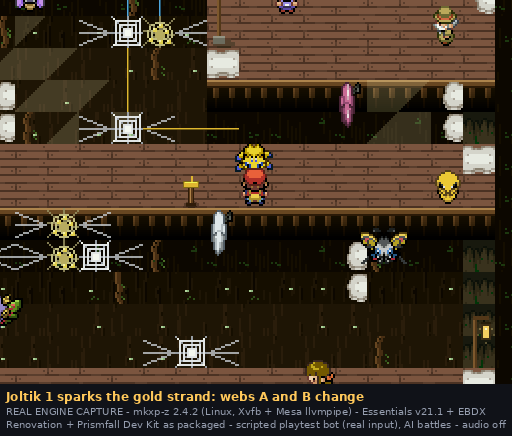 Joltik 1 sparks the gold strand: webs A and B change
REAL ENGINE CAPTURE - mkxp-z 2.4.2 (Linux, Xvfb + Mesa llvmpipe) - Essentials v21.1 + EBDX
Renovation + Prismfall Dev Kit as packaged - scripted playtest bot (real input), AI battles - audio off